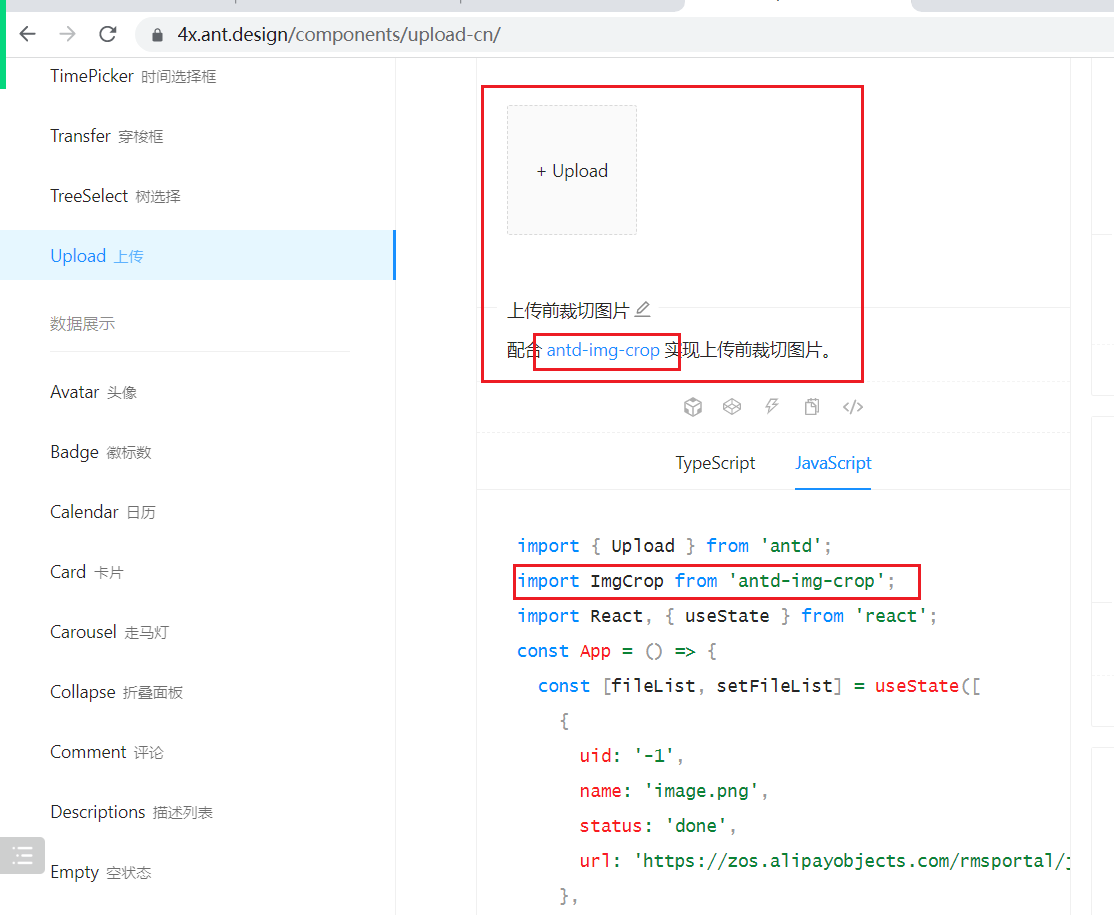 4x.ant.design/components/upload-cn/
TimePicker 时间选择框
Transfer 穿梭框
TreeSelect 树选择
Upload 上传
数据展示
Avatar 头像
Badge 徽标数
Calendar 日历
Card 卡片
Carousel 走马灯
Collapse 折叠面板
Comment 评论
Descriptions 描述列表
Empty 空状态
+ Upload
上传前裁切图片
配合 antd-img-crop 实现上传前裁切图片。
TypeScript JavaScript
import { Upload } from 'antd';
import ImgCrop from 'antd-img-crop';
import React, { useState } from 'react';
const App = () => {
const [fileList, setFileList] = useState([
{
uid: '-1',
name: 'image.png',
status: 'done',
url: 'https://zos.alipayobjects.com/rmsportal/j
},